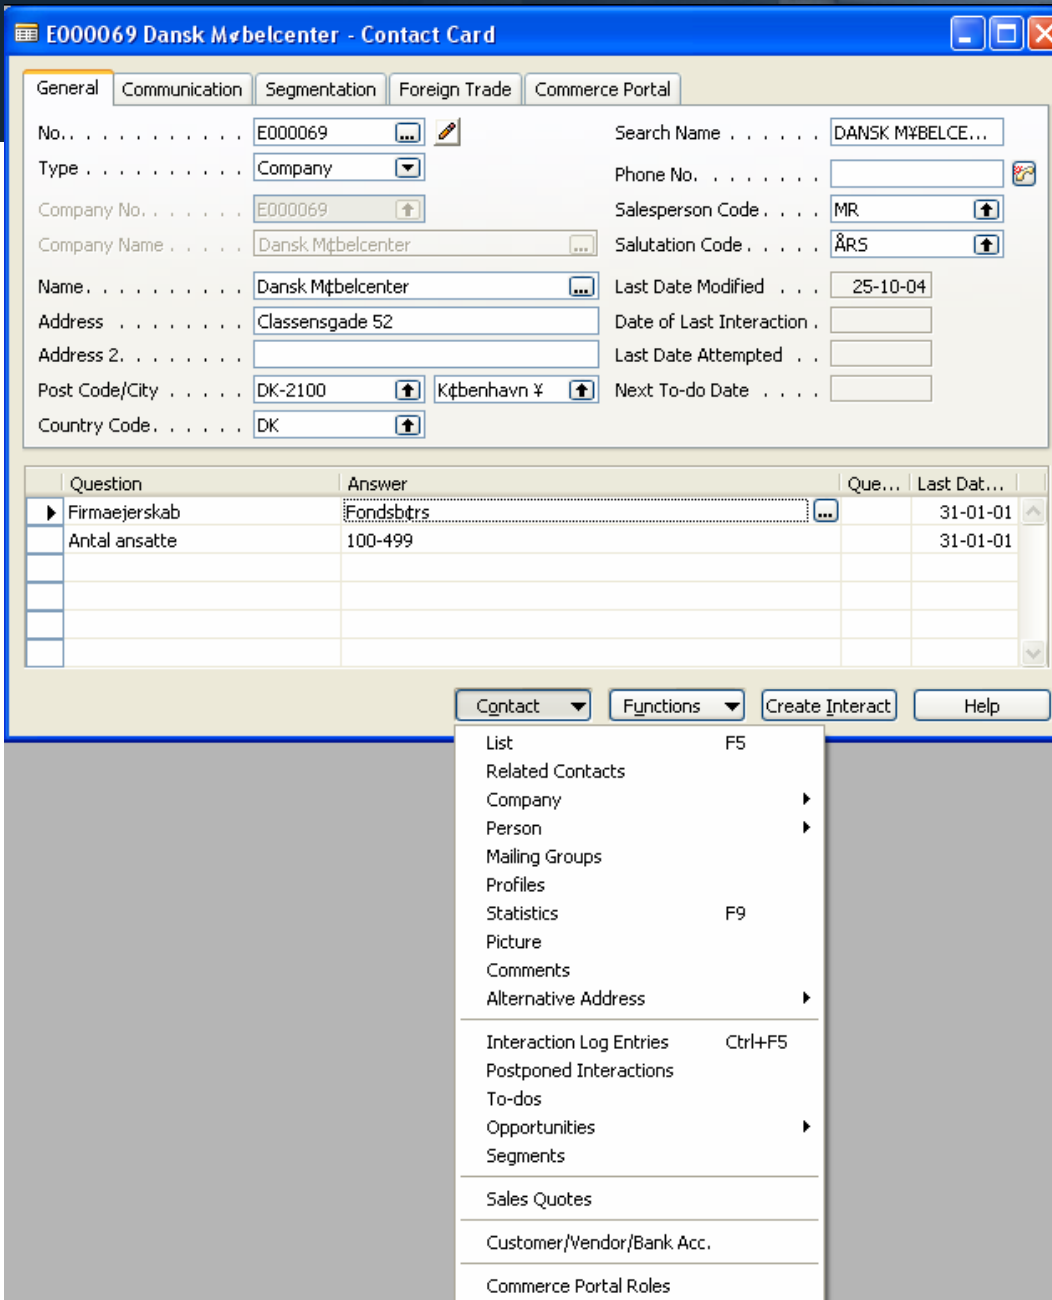 E000069 Dansk M¢belcenter - Contact Card
General Communication Segmentation Foreign Trade Commerce Portal
No. . . . . . . . . . . . E000069 ...
Type . . . . . . . . . . Company
Company No. . . . . . . E000069
Company Name . . . . . Dansk M¢belcenter ...
Name. . . . . . . . . . . Dansk M¢belcenter ...
Address . . . . . . . . Classensgade 52
Address 2. . . . . . . .
Post Code/City . . . . . DK-2100 K¢benhavn ¥
Country Code. . . . . . DK
Search Name . . . . . . DANSK M¥BELCE...
Phone No. . . . . . . .
Salesperson Code . . . . MR
Salutation Code . . . . . ÅRS
Last Date Modified . . . 25-10-04
Date of Last Interaction .
Last Date Attempted . .
Next To-do Date . . . .
Question Answer Que... Last Dat...
Firmaejerskab Fondsb¢rs ... 31-01-01
Antal ansatte 100-499 31-01-01
Contact Functions Create Interact Help
List F5
Related Contacts
Company
Person
Mailing Groups
Profiles
Statistics F9
Picture
Comments
Alternative Address
Interaction Log Entries Ctrl+F5
Postponed Interactions
To-dos
Opportunities
Segments
Sales Quotes
Customer/Vendor/Bank Acc.
Commerce Portal Roles